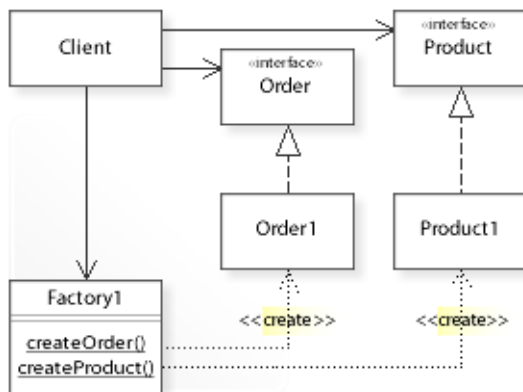 Client
«interface»
Order
«interface»
Product
Order1
Product1
Factory1
createOrder()
createProduct()
<<create>>
<<create>>